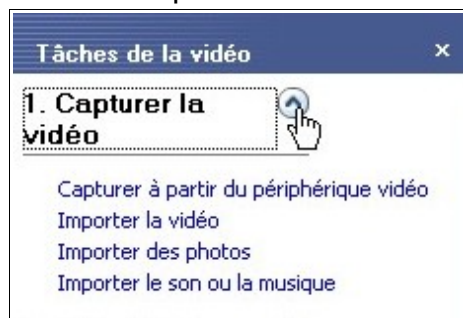 Tâches de la vidéo
1. Capturer la
vidéo
Capturer à partir du périphérique vidéo
Importer la vidéo
Importer des photos
Importer le son ou la musique